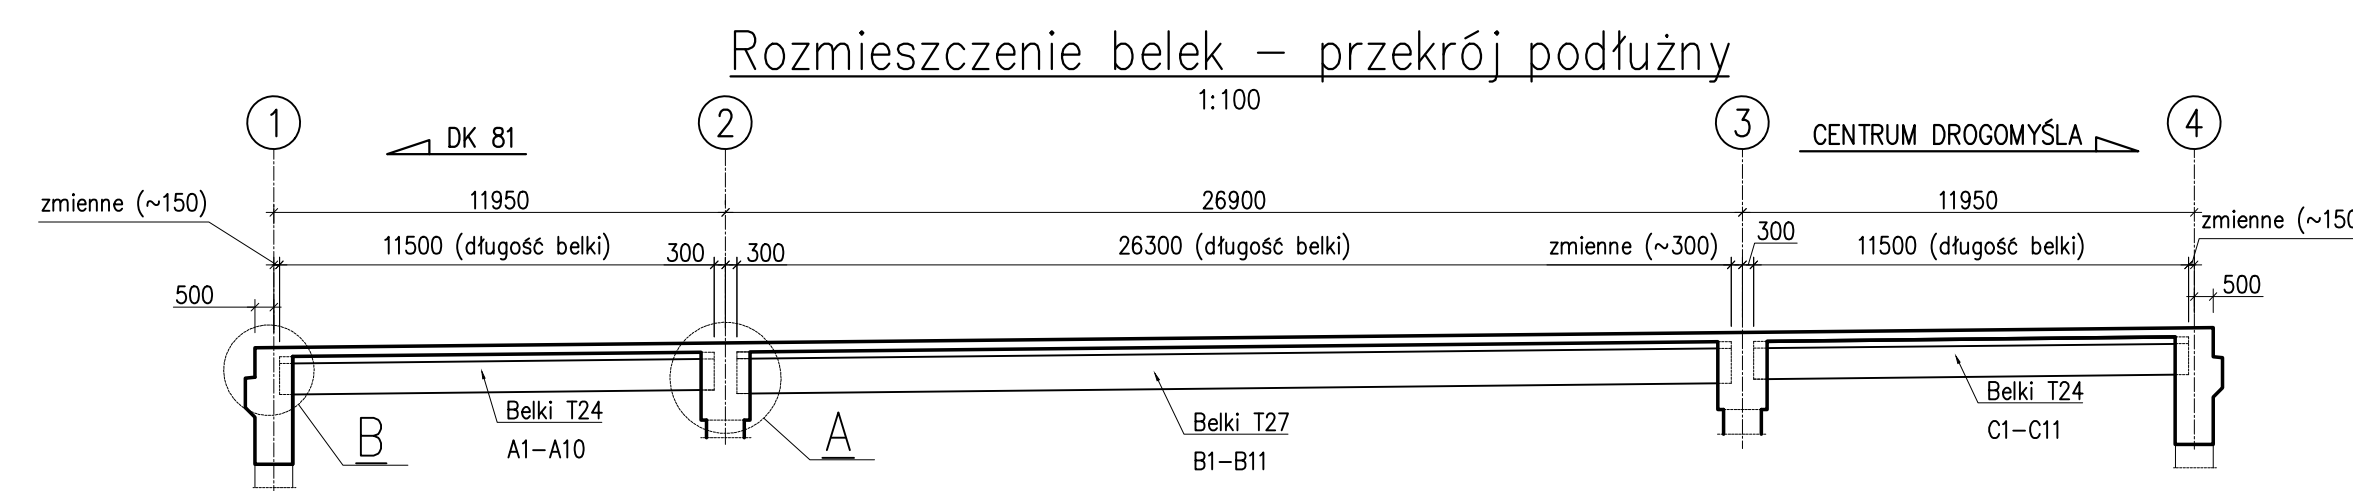 Rozmieszczenie belek – przekrój podłużny
1:100
1
2
3
4
DK 81
CENTRUM DROGOMYŚLA
zmienne (~150)
11950
26900
11950
zmienne (~150
11500 (długość belki)
300
300
26300 (długość belki)
zmienne (~300)
300
11500 (długość belki)
500
500
Belki T24
A1–A10
B
A
Belki T27
B1–B11
Belki T24
C1–C11